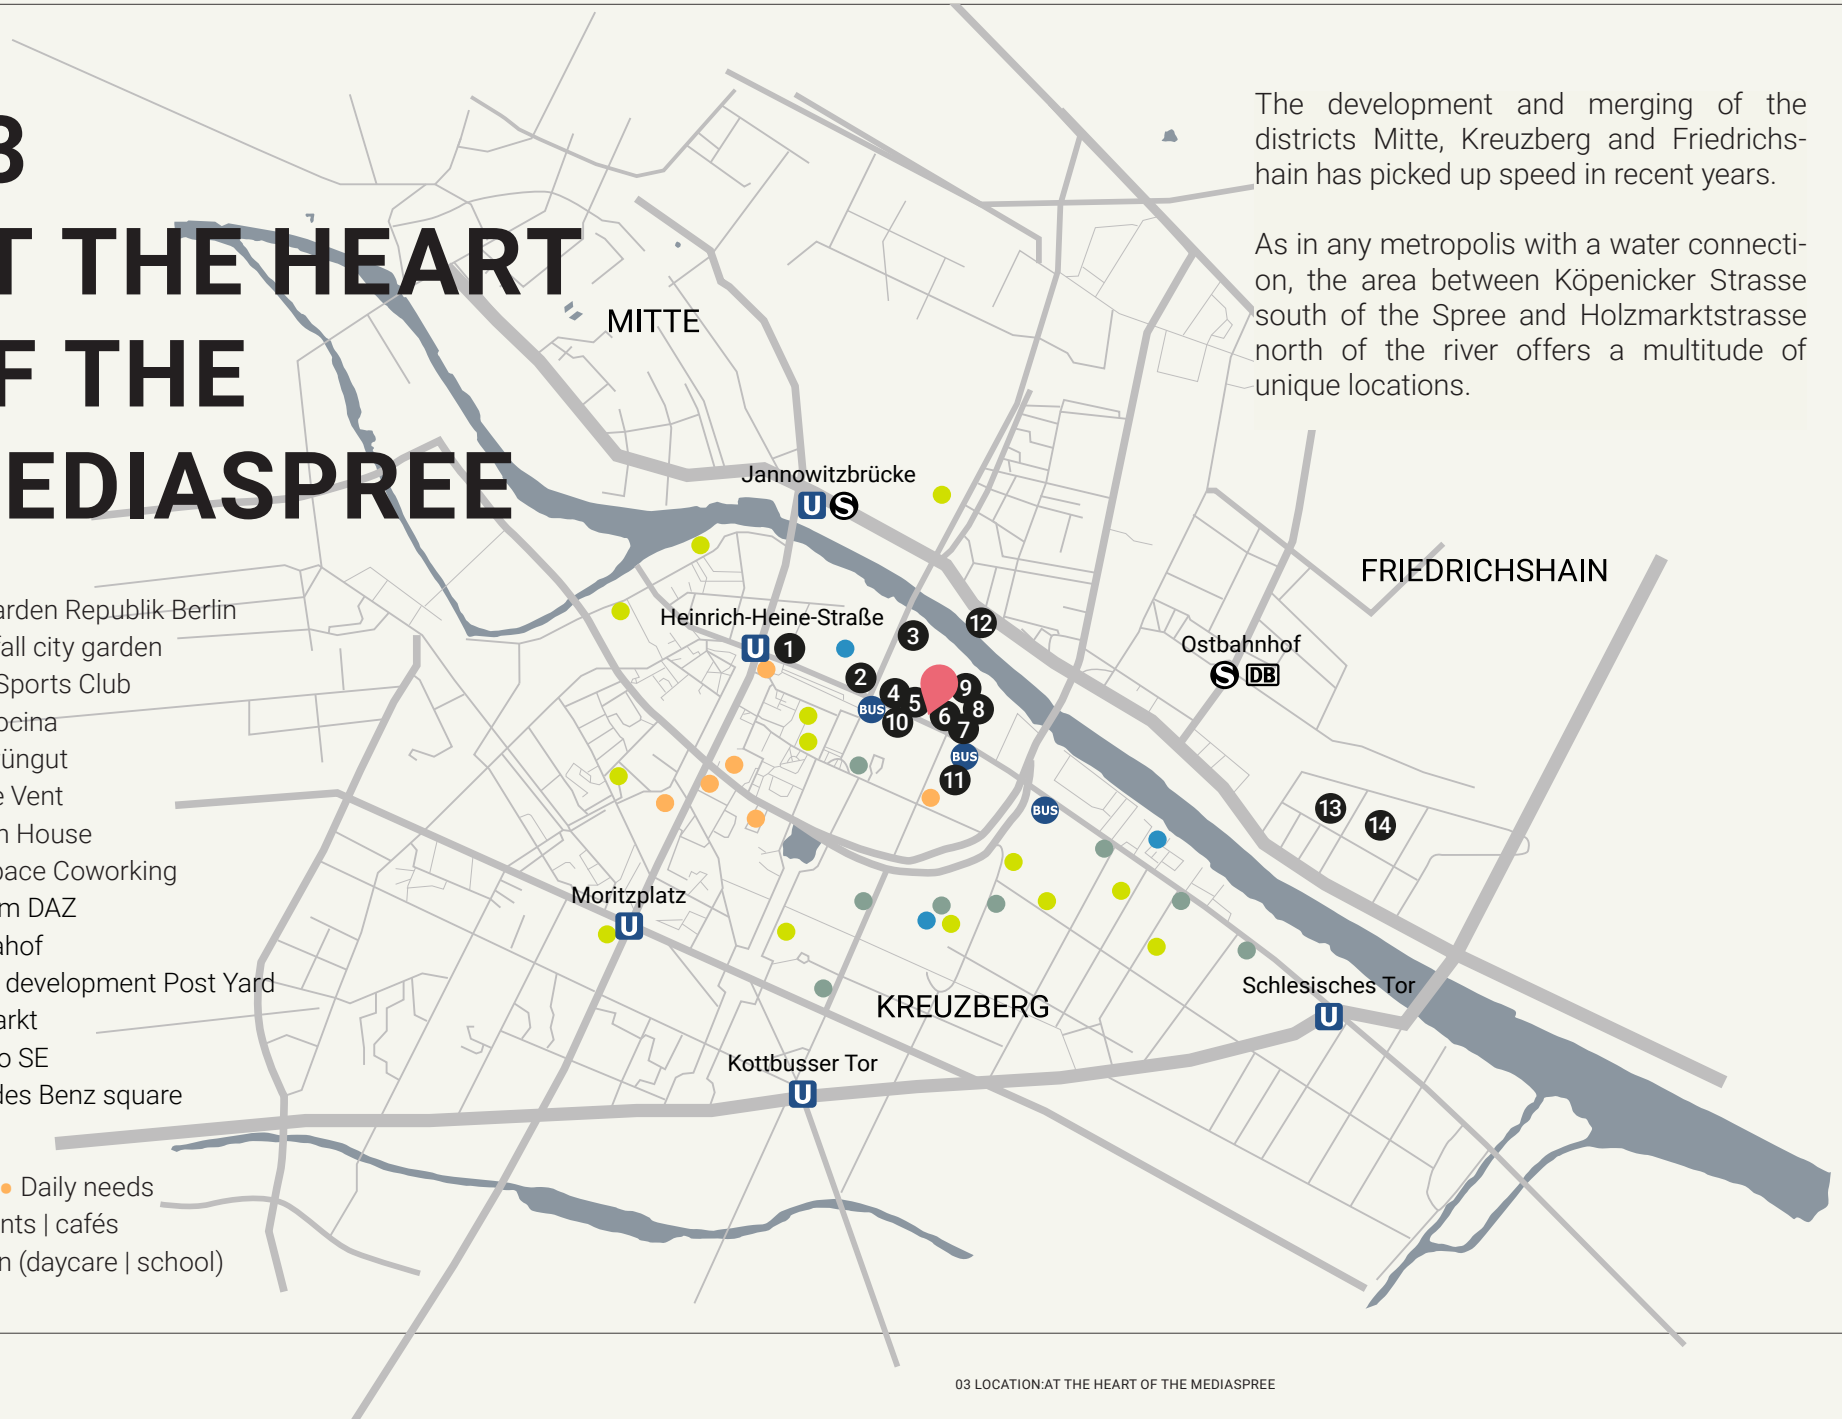 3
T THE HEART
F THE
EDIASPREE
The development and merging of the
districts Mitte, Kreuzberg and Friedrichs-
hain has picked up speed in recent years.
As in any metropolis with a water connecti-
on, the area between Köpenicker Strasse
south of the Spree and Holzmarktstrasse
north of the river offers a multitude of
unique locations.
arden Republik Berlin
fall city garden
Sports Club
ocina
üngut
e Vent
n House
pace Coworking
m DAZ
ahof
development Post Yard
arkt
o SE
des Benz square
Daily needs
nts | cafés
n (daycare | school)
MITTE
Jannowitzbrücke
U S
FRIEDRICHSHAIN
Heinrich-Heine-Straße
U 1
12
3
Ostbahnhof
S DB
2
4 5 9
BUS 10 6 8
7
BUS
11
BUS
13
14
Moritzplatz
U
KREUZBERG
Schlesisches Tor
U
Kottbusser Tor
U
03 LOCATION:AT THE HEART OF THE MEDIASPREE